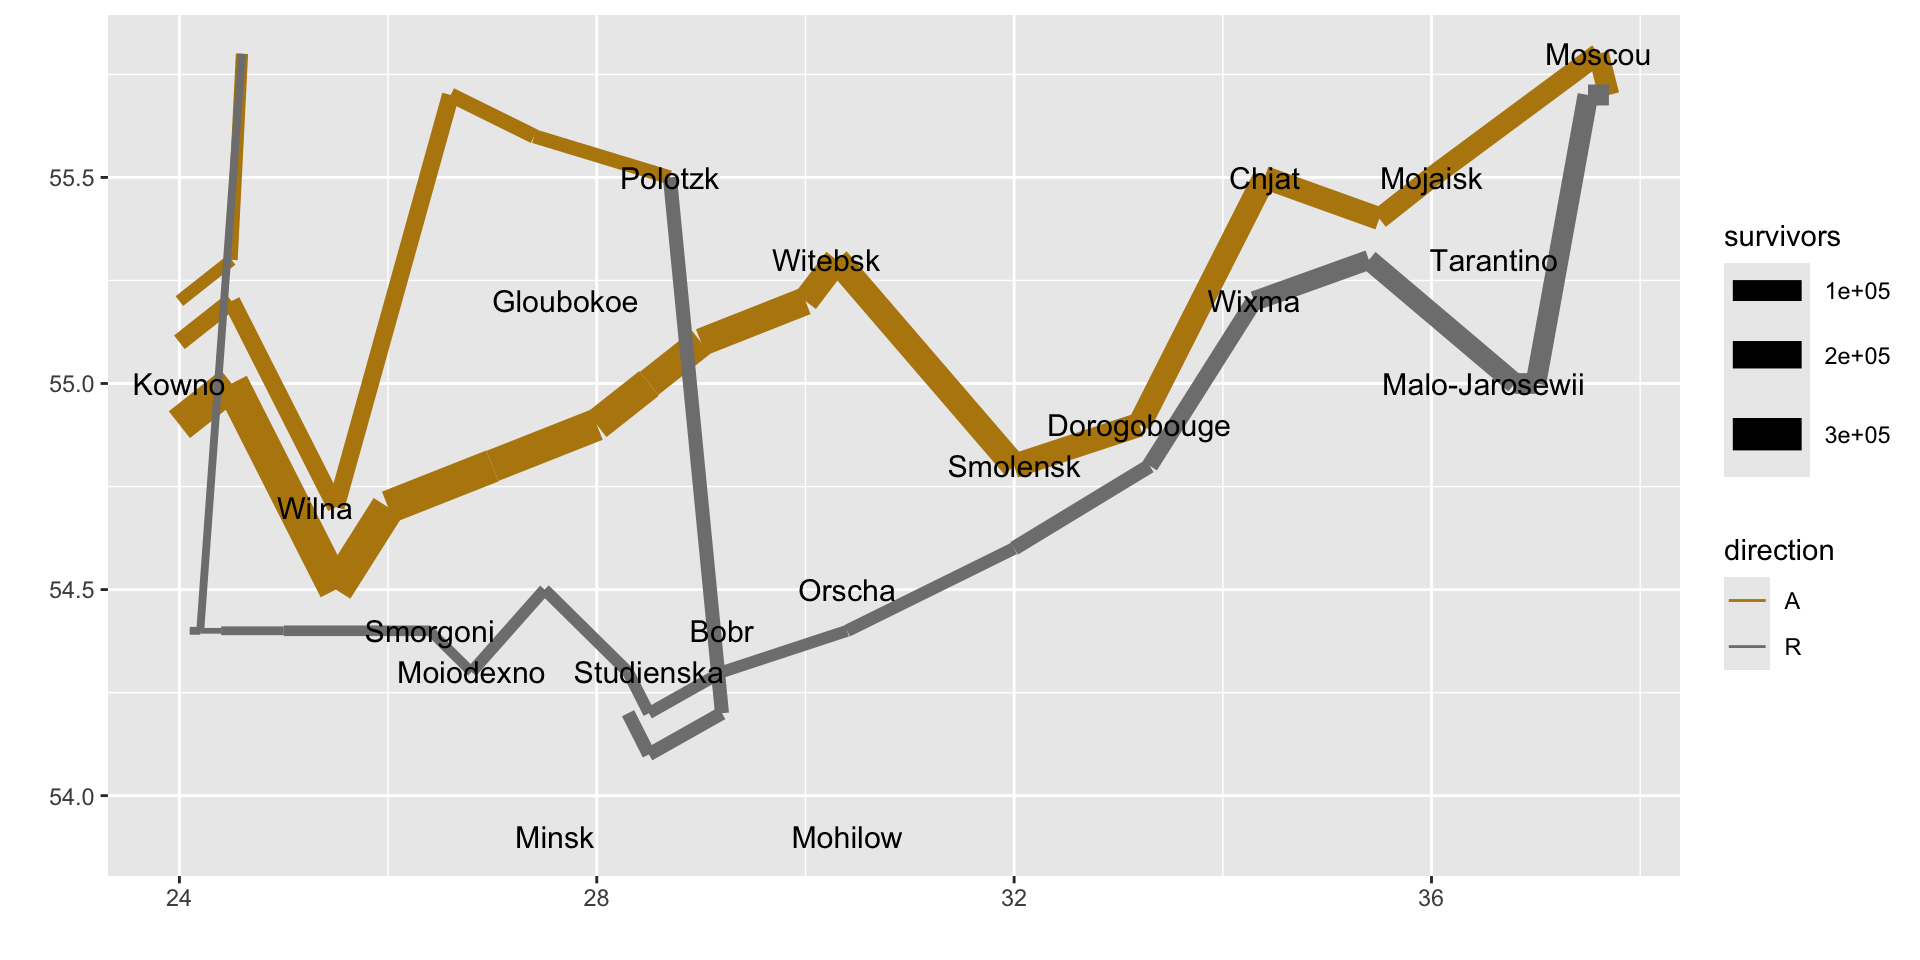 Moscou
55.5
Polotzk
Chjat
Mojaisk
Witebsk
Tarantino
Gloubokoe
Wixma
55.0
Kowno
Malo-Jarosewii
Dorogobouge
Smolensk
Wilna
54.5
Orscha
Smorgoni
Bobr
Moiodexno
Studienska
54.0
Minsk
Mohilow
24
28
32
36
survivors
1e+05
2e+05
3e+05
direction
A
R